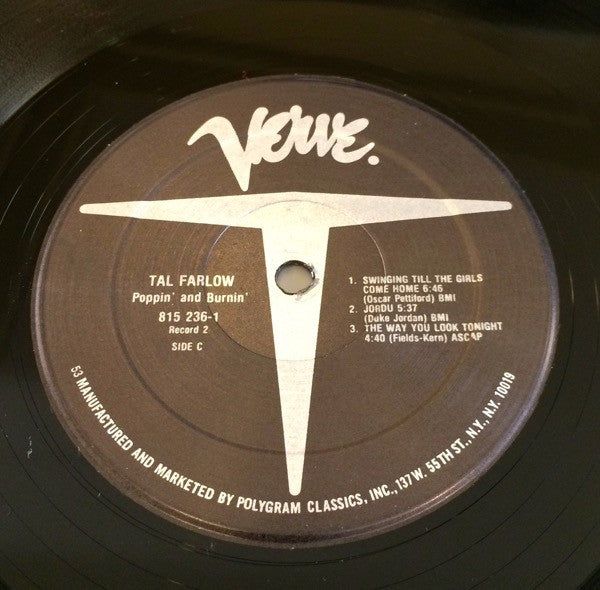 Verve.
TAL FARLOW
Poppin' and Burnin'
815 236-1
Record 2
SIDE C
1. SWINGING TILL THE GIRLS
COME HOME 6:46
(Oscar Pettiford) BMI
2. JORDU 5:37
(Duke Jordan) BMI
3. THE WAY YOU LOOK TONIGHT
4:40 (Fields-Kern) ASCAP
53 MANUFACTURED AND MARKETED BY POLYGRAM CLASSICS, INC., 137 W. 55TH ST., N.Y., N.Y. 10019